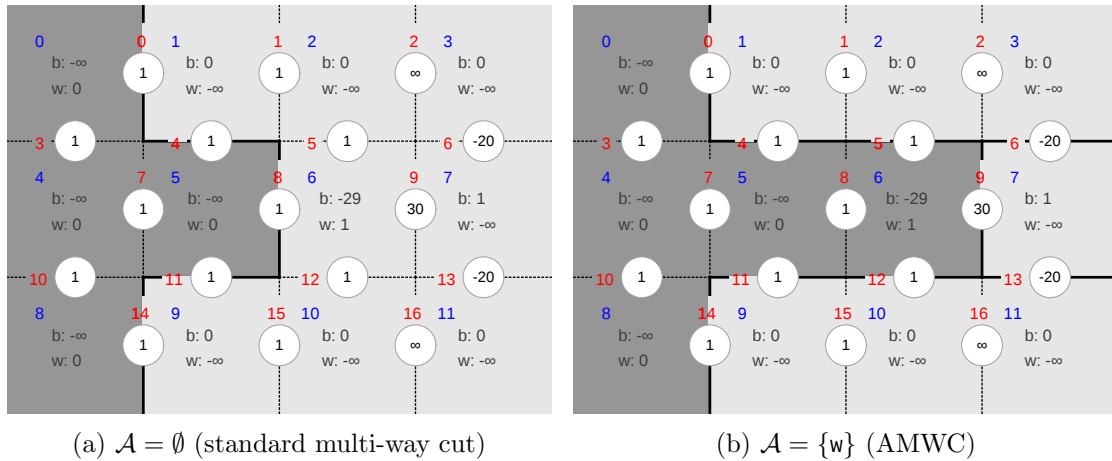 0 0 1 1 2 2 3
b: -∞ b: 0 b: 0 b: 0
1 1 ∞
w: 0 w: -∞ w: -∞ w: -∞
3 1 4 1 5 1 6 -20
4 7 5 8 6 9 7
b: -∞ b: -∞ b: -29 b: 1
1 1 30
w: 0 w: 0 w: 1 w: -∞
10 1 11 1 12 1 13 -20
8 14 9 15 10 16 11
b: -∞ b: 0 b: 0 b: 0
1 1 ∞
w: 0 w: -∞ w: -∞ w: -∞
(a) 𝒜 = ∅ (standard multi-way cut)
0 0 1 1 2 2 3
b: -∞ b: 0 b: 0 b: 0
1 1 ∞
w: 0 w: -∞ w: -∞ w: -∞
3 1 4 1 5 1 6 -20
4 7 5 8 6 9 7
b: -∞ b: -∞ b: -29 b: 1
1 1 30
w: 0 w: 0 w: 1 w: -∞
10 1 11 1 12 1 13 -20
8 14 9 15 10 16 11
b: -∞ b: 0 b: 0 b: 0
1 1 ∞
w: 0 w: -∞ w: -∞ w: -∞
(b) 𝒜 = {w} (AMWC)